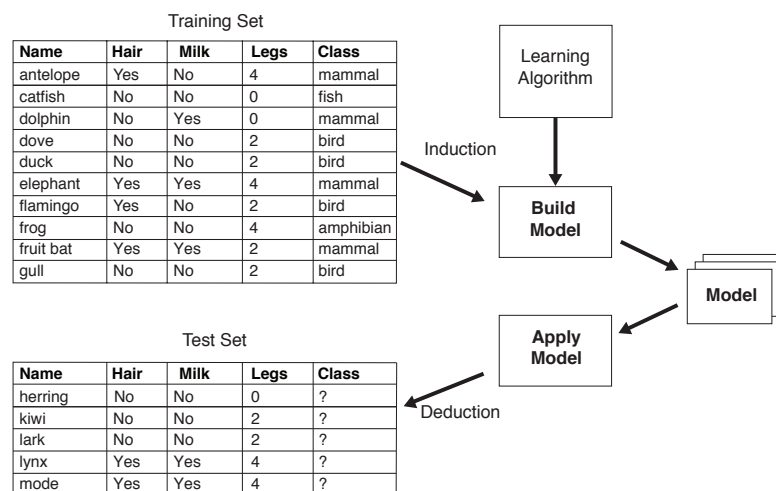 Training Set
Name Hair Milk Legs Class
antelope Yes No 4 mammal
catfish No No 0 fish
dolphin No Yes 0 mammal
dove No No 2 bird
duck No No 2 bird
elephant Yes Yes 4 mammal
flamingo Yes No 2 bird
frog No No 4 amphibian
fruit bat Yes Yes 2 mammal
gull No No 2 bird
Learning
Algorithm
Induction
Build
Model
Model
Apply
Model
Deduction
Test Set
Name Hair Milk Legs Class
herring No No 0 ?
kiwi No No 2 ?
lark No No 2 ?
lynx Yes Yes 4 ?
mode Yes Yes 4 ?